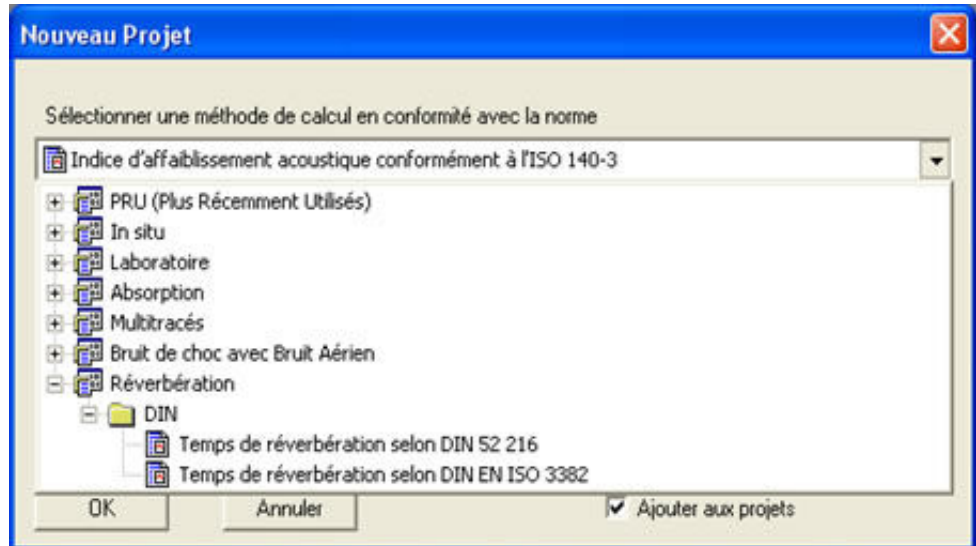 Nouveau Projet
Sélectionner une méthode de calcul en conformité avec la norme
Indice d'affaiblissement acoustique conformément à l'ISO 140-3
PRU (Plus Récemment Utilisés)
In situ
Laboratoire
Absorption
Multitracés
Bruit de choc avec Bruit Aérien
Réverbération
DIN
Temps de réverbération selon DIN 52 216
Temps de réverbération selon DIN EN ISO 3382
OK Annuler Ajouter aux projets